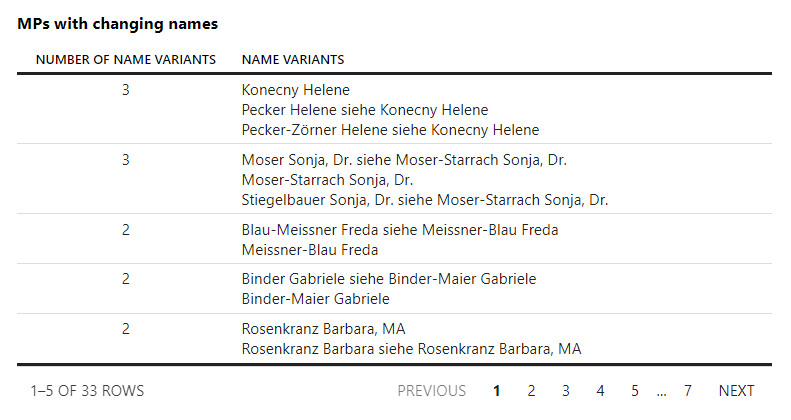 MPs with changing names
NUMBER OF NAME VARIANTS NAME VARIANTS
3 Konecny Helene
Pecker Helene siehe Konecny Helene
Pecker-Zörner Helene siehe Konecny Helene
3 Moser Sonja, Dr. siehe Moser-Starrach Sonja, Dr.
Moser-Starrach Sonja, Dr.
Stiegelbauer Sonja, Dr. siehe Moser-Starrach Sonja, Dr.
2 Blau-Meissner Freda siehe Meissner-Blau Freda
Meissner-Blau Freda
2 Binder Gabriele siehe Binder-Maier Gabriele
Binder-Maier Gabriele
2 Rosenkranz Barbara, MA
Rosenkranz Barbara siehe Rosenkranz Barbara, MA
1–5 OF 33 ROWS PREVIOUS 1 2 3 4 5 ... 7 NEXT